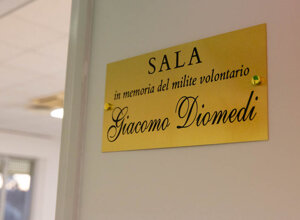 SALA
in memoria del milite volontario
Giacomo Diomedi